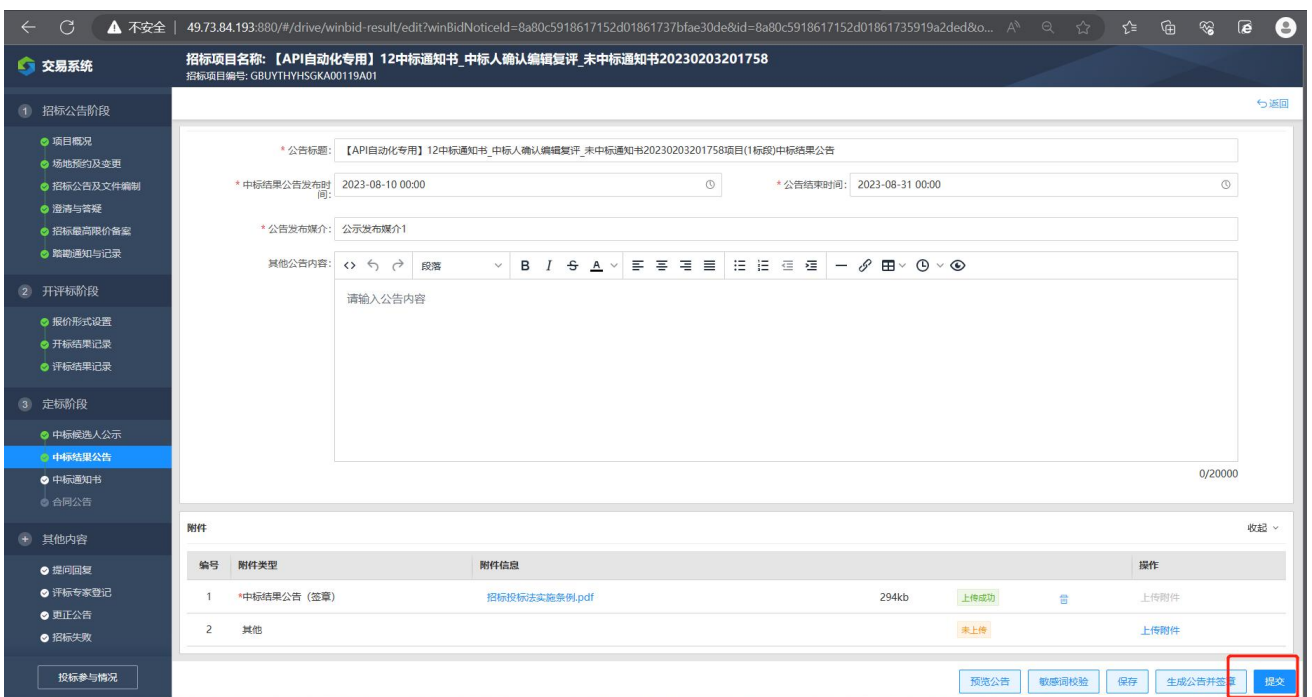 不安全 | 49.73.84.193:880/#/drive/winbid-result/edit?winBidNoticeId=8a80c5918617152d01861737bfae30de&id=8a80c5918617152d01861735919a2ded&o...
交易系统
招标项目名称: 【API自动化专用】12中标通知书_中标人确认编辑复评_未中标通知书20230203201758
招标项目编号: GBUYTHYHSGKA00119A01
返回
1 招标公告阶段
项目概况
场地预约及变更
招标公告及文件编制
澄清与答疑
招标最高限价备案
踏勘通知与记录
2 开评标阶段
报价形式设置
开标结果记录
评标结果记录
3 定标阶段
中标候选人公示
中标结果公告
中标通知书
合同公告
其他内容
提问回复
评标专家登记
更正公告
招标失败
投标参与情况
* 公告标题: 【API自动化专用】12中标通知书_中标人确认编辑复评_未中标通知书20230203201758项目(1标段)中标结果公告
* 中标结果公告发布时间: 2023-08-10 00:00 * 公告结束时间: 2023-08-31 00:00
* 公告发布媒介: 公示发布媒介1
其他公告内容: 段落 B I S A
请输入公告内容
0/20000
附件 收起
编号 附件类型 附件信息 操作
1 *中标结果公告（签章） 招标投标法实施条例.pdf 294kb 上传成功 上传附件
2 其他 未上传 上传附件
预览公告 敏感词校验 保存 生成公告并签章 提交